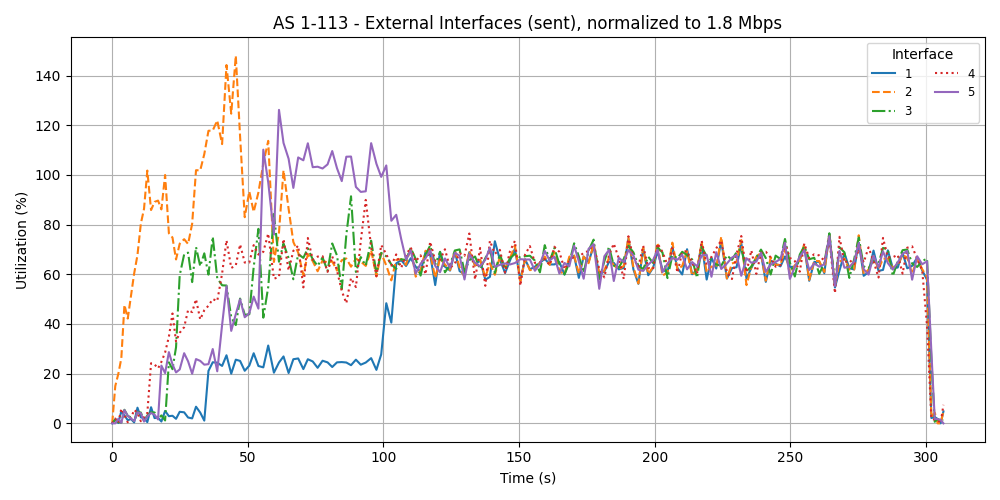 AS 1-113 - External Interfaces (sent), normalized to 1.8 Mbps
Interface
1 4
2 5
3
140
120
100
80
60
40
20
0
Utilization (%)
0 50 100 150 200 250 300
Time (s)